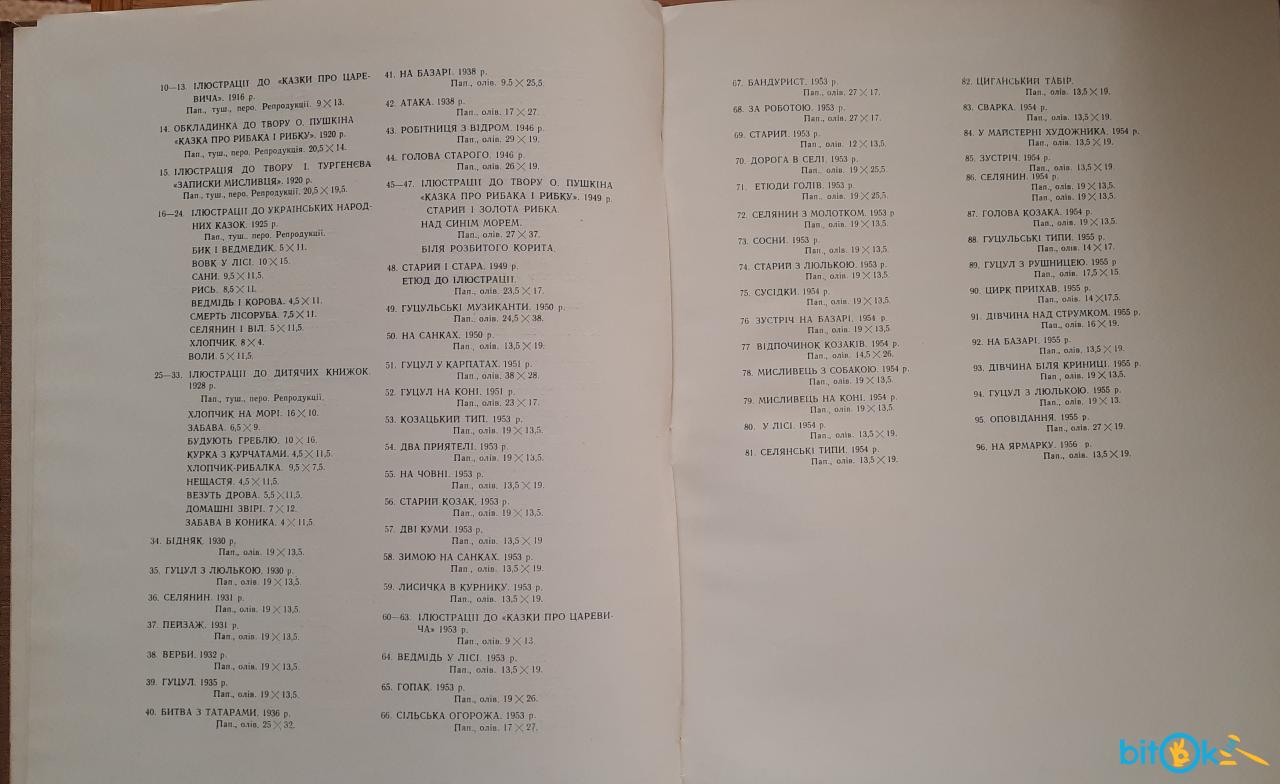 10—13. ІЛЮСТРАЦІЇ ДО «КАЗКИ ПРО ЦАРЕ-
ВИЧА». 1916 р.
Пап., туш., перо. Репродукції. 9 × 13.
14. ОБКЛАДИНКА ДО ТВОРУ О. ПУШКІНА
«КАЗКА ПРО РИБАКА І РИБКУ». 1920 р.
Пап., туш., перо. Репродукція. 20,5 × 14.
15. ІЛЮСТРАЦІЯ ДО ТВОРУ І. ТУРГЕНЄВА
«ЗАПИСКИ МИСЛИВЦЯ». 1920 р.
Пап., туш., перо. Репродукції. 20,5 × 19,5.
16—24. ІЛЮСТРАЦІЇ ДО УКРАЇНСЬКИХ НАРОД-
НИХ КАЗОК. 1925 р.
Пап., туш., перо. Репродукції.
БИК І ВЕДМЕДИК. 5 × 11.
ВОВК У ЛІСІ. 10 × 15.
САНИ. 9,5 × 11,5.
РИСЬ. 8,5 × 11.
ВЕДМІДЬ І КОРОВА. 4,5 × 11.
СМЕРТЬ ЛІСОРУБА. 7,5 × 11.
СЕЛЯНИН І ВІЛ. 5 × 11,5.
ХЛОПЧИК. 8 × 4.
ВОЛИ. 5 × 11,5.
25—33. ІЛЮСТРАЦІЇ ДО ДИТЯЧИХ КНИЖОК.
1928 р.
Пап., туш., перо. Репродукції.
ХЛОПЧИК НА МОРІ. 16 × 10.
ЗАБАВА. 6,5 × 9.
БУДУЮТЬ ГРЕБЛЮ. 10 × 16.
КУРКА З КУРЧАТАМИ. 4,5 × 11,5.
ХЛОПЧИК-РИБАЛКА. 9,5 × 7,5.
НЕЩАСТЯ. 4,5 × 11,5.
ВЕЗУТЬ ДРОВА. 5,5 × 11,5.
ДОМАШНІ ЗВІРІ. 7 × 12.
ЗАБАВА В КОНИКА. 4 × 11,5.
34. БІДНЯК. 1930 р.
Пап., олів. 19 × 13,5.
35. ГУЦУЛ З ЛЮЛЬКОЮ. 1930 р.
Пап., олів. 19 × 13,5.
36. СЕЛЯНИН. 1931 р.
Пап., олів. 19 × 13,5.
37. ПЕЙЗАЖ. 1931 р.
Пап., олів. 19 × 13,5.
38. ВЕРБИ. 1932 р.
Пап., олів. 19 × 13,5.
39. ГУЦУЛ. 1935 р.
Пап., олів. 19 × 13,5.
40. БИТВА З ТАТАРАМИ. 1936 р.
Пап., олів. 25 × 32.
41. НА БАЗАРІ. 1938 р.
Пап., олів. 9.5 × 25,5.
42. АТАКА. 1938 р.
Пап., олів. 17 × 27.
43. РОБІТНИЦЯ З ВІДРОМ. 1946 р.
Пап., олів. 29 × 19.
44. ГОЛОВА СТАРОГО. 1946 р.
Пап., олів. 26 × 19.
45—47. ІЛЮСТРАЦІЇ ДО ТВОРУ О. ПУШКІНА
«КАЗКА ПРО РИБАКА І РИБКУ». 1949 р.
СТАРИЙ І ЗОЛОТА РИБКА.
НАД СИНІМ МОРЕМ.
Пап., олів. 27 × 37.
БІЛЯ РОЗБИТОГО КОРИТА.
48. СТАРИЙ І СТАРА. 1949 р.
ЕТЮД ДО ІЛЮСТРАЦІЇ.
Пап., олів. 23,5 × 17.
49. ГУЦУЛЬСЬКІ МУЗИКАНТИ. 1950 р.
Пап., олів. 24,5 × 38.
50. НА САНКАХ. 1950 р.
Пап., олів. 13,5 × 19.
51. ГУЦУЛ У КАРПАТАХ. 1951 р.
Пап., олів. 38 × 28.
52. ГУЦУЛ НА КОНІ. 1951 р.
Пап., олів. 23 × 17.
53. КОЗАЦЬКИЙ ТИП. 1953 р.
Пап., олів. 19 × 13,5.
54. ДВА ПРИЯТЕЛІ. 1953 р.
Пап., олів. 19 × 13,5.
55. НА ЧОВНІ. 1953 р.
Пап., олів. 13,5 × 19.
56. СТАРИЙ КОЗАК. 1953 р.
Пап., олів. 19 × 13,5.
57. ДВІ КУМИ. 1953 р.
Пап., олів. 13,5 × 19
58. ЗИМОЮ НА САНКАХ. 1953 р.
Пап., олів. 13,5 × 19.
59. ЛИСИЧКА В КУРНИКУ. 1953 р.
Пап., олів. 13,5 × 19.
60—63. ІЛЮСТРАЦІЇ ДО «КАЗКИ ПРО ЦАРЕВИ-
ЧА» 1953 р.
Пап., олів. 9 × 13.
64. ВЕДМІДЬ У ЛІСІ. 1953 р.
Пап., олів. 13,5 × 19.
65. ГОПАК. 1953 р.
Пап., олів. 19 × 26.
66. СІЛЬСЬКА ОГОРОЖА. 1953 р.
Пап., олів. 17 × 27.
67. БАНДУРИСТ. 1953 р.
Пап., олив. 27 × 17.
68. ЗА РОБОТОЮ. 1953 р.
Пап., олив. 27 × 17.
69. СТАРИЙ. 1953 р.
Пап., олив. 12 × 13,5.
70. ДОРОГА В СЕЛІ. 1953 р.
Пап., олив. 19 × 25,5.
71. ЕТЮДИ ГОЛІВ. 1953 р.
Пап., олив. 19 × 25,5.
72. СЕЛЯНИН З МОЛОТКОМ. 1953 р
Пап., олів. 19 × 13,5.
73. СОСНИ. 1953 р.
Пап., олів. 19 × 13,5.
74. СТАРИЙ З ЛЮЛЬКОЮ. 1953 р.
Пап., олів. 19 × 13,5.
75. СУСІДКИ. 1954 р.
Пап., олів. 19 × 13,5.
76 ЗУСТРІЧ НА БАЗАРІ. 1954 р.
Пап., олів. 19 × 13,5.
77 ВІДПОЧИНОК КОЗАКІВ. 1954 р.
Пап., олів. 14,5 × 26.
78. МИСЛИВЕЦЬ З СОБАКОЮ. 1954 р.
Пап., олів. 19 × 13,5.
79. МИСЛИВЕЦЬ НА КОНІ. 1954 р.
Пап., олів. 19 × 13,5.
80. У ЛІСІ. 1954 р.
Пап., олів. 13,5 × 19.
81. СЕЛЯНСЬКІ ТИПИ. 1954 р.
Пап., олів. 13,5 × 19.
82. ЦИГАНСЬКИЙ ТАБІР.
Пап., олів. 13,5 × 19.
83. СВАРКА. 1954 р.
Пап., олів. 13,5 × 19.
84. У МАЙСТЕРНІ ХУДОЖНИКА. 1954 р.
Пап., олів. 13,5 × 19.
85. ЗУСТРІЧ. 1954 р.
Пап., олів. 13,5 × 19.
86. СЕЛЯНИН. 1954 р.
Пап., олів. 19 × 13,5.
Пап., олів. 19 × 13,5.
87. ГОЛОВА КОЗАКА. 1954 р.
Пап., олів. 19 × 13,5.
88. ГУЦУЛЬСЬКІ ТИПИ. 1955 р.
Пап., олів. 14 × 17.
89. ГУЦУЛ З РУШНИЦЕЮ. 1955 р
Пап., олів. 17,5 × 15.
90. ЦИРК ПРИЇХАВ. 1955 р.
Пап., олів. 14 × 17,5.
91. ДІВЧИНА НАД СТРУМКОМ. 1955 р.
Пап., олів. 16 × 19.
92. НА БАЗАРІ. 1955 р.
Пап., олів. 13,5 × 19.
93. ДІВЧИНА БІЛЯ КРИНИЦІ. 1955 р.
Пап., олів. 19 × 13,5.
94. ГУЦУЛ З ЛЮЛЬКОЮ. 1955 р.
Пап., олів. 19 × 13.
95. ОПОВІДАННЯ. 1955 р.
Пап., олів. 27 × 19.
96. НА ЯРМАРКУ. 1956 р.
Пап., олів. 13,5 × 19.
bitok